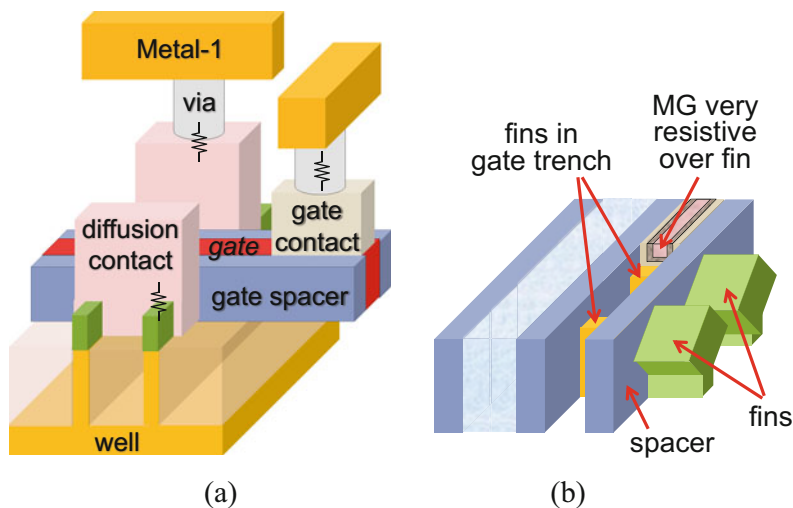 Metal-1
via
diffusion
contact
gate
gate
contact
gate spacer
well
(a)
fins in
gate trench
MG very
resistive
over fin
fins
spacer
(b)